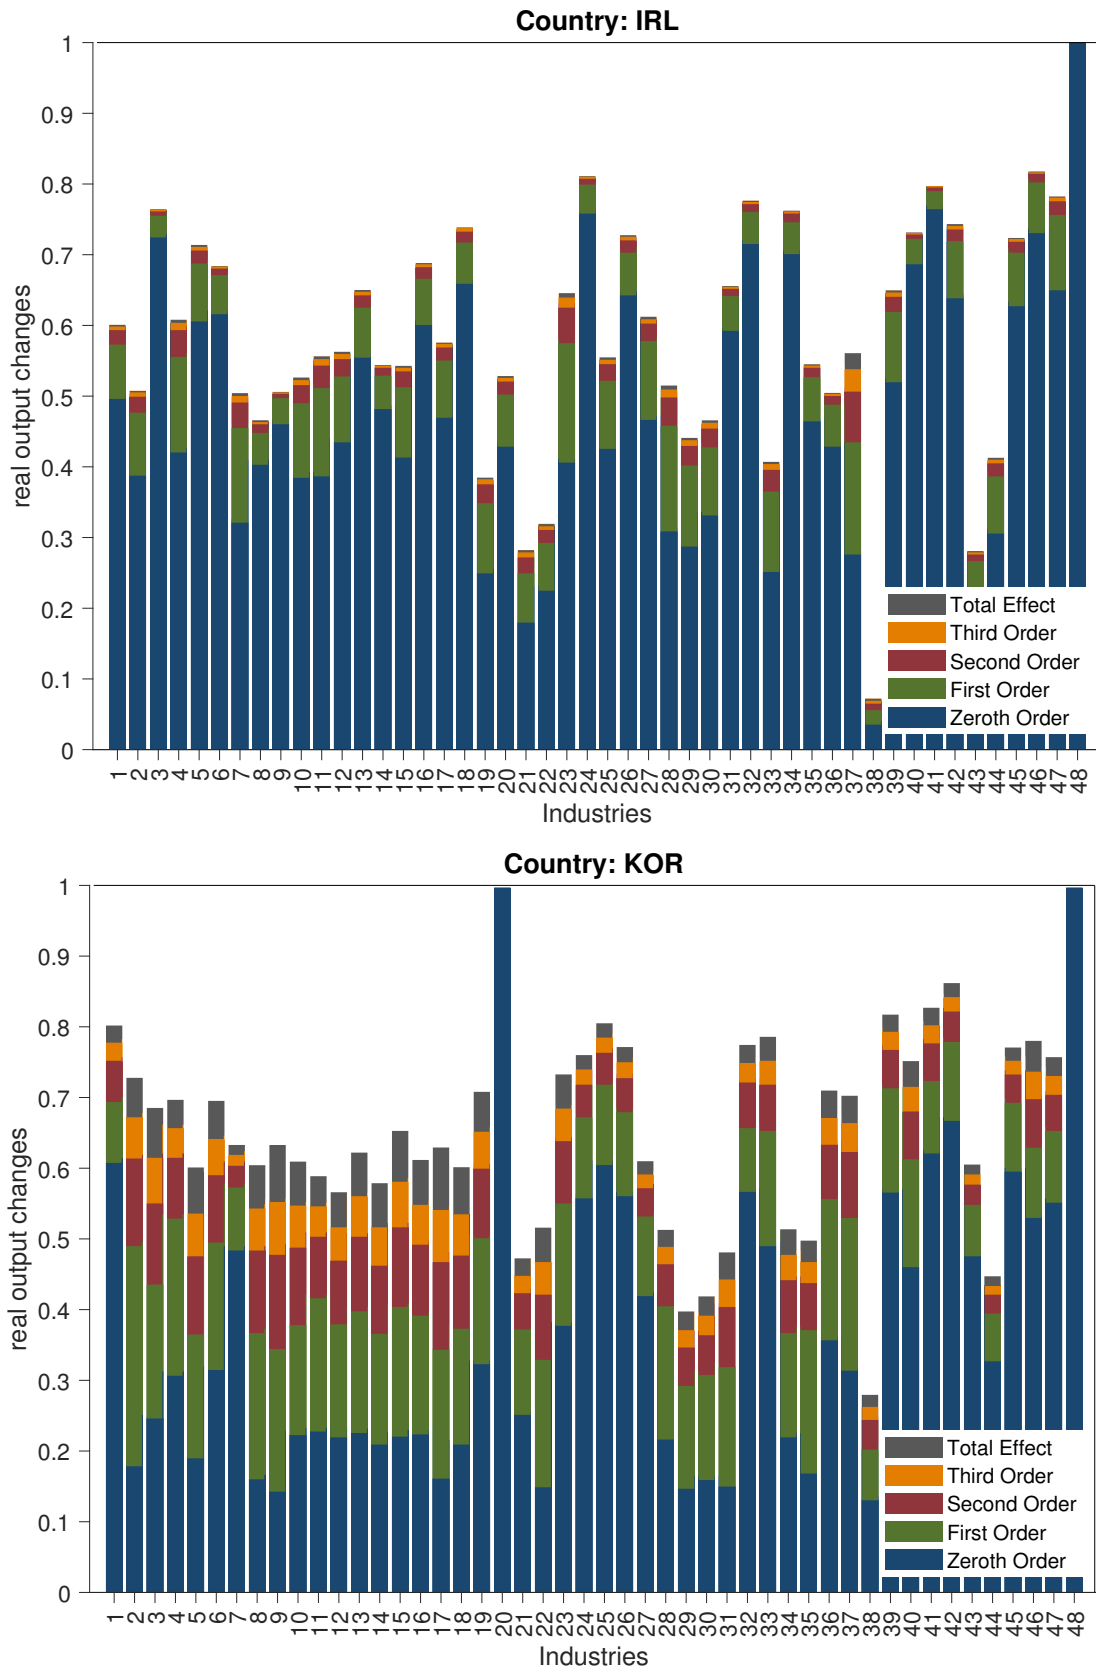 Country: IRL
1
0.9
0.8
0.7
0.6
0.5
0.4
0.3
0.2
0.1
0
real output changes
Total Effect
Third Order
Second Order
First Order
Zeroth Order
1 2 3 4 5 6 7 8 9 10 11 12 13 14 15 16 17 18 19 20 21 22 23 24 25 26 27 28 29 30 31 32 33 34 35 36 37 38 39 40 41 42 43 44 45 46 47 48
Industries
Country: KOR
1
0.9
0.8
0.7
0.6
0.5
0.4
0.3
0.2
0.1
0
real output changes
Total Effect
Third Order
Second Order
First Order
Zeroth Order
1 2 3 4 5 6 7 8 9 10 11 12 13 14 15 16 17 18 19 20 21 22 23 24 25 26 27 28 29 30 31 32 33 34 35 36 37 38 39 40 41 42 43 44 45 46 47 48
Industries